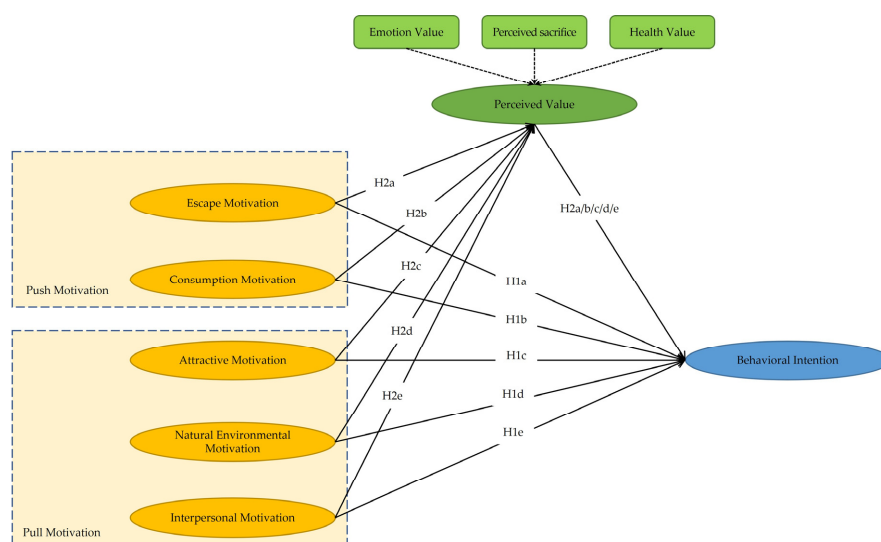 Emotion Value
Perceived sacrifice
Health Value
Perceived Value
H2a
Escape Motivation
H2b
H2a/b/c/d/e
H2c
Consumption Motivation
H1a
Push Motivation
H1b
H2d
Attractive Motivation
H1c
Behavioral Intention
H2e
H1d
Natural Environmental
Motivation
H1e
Interpersonal Motivation
Pull Motivation